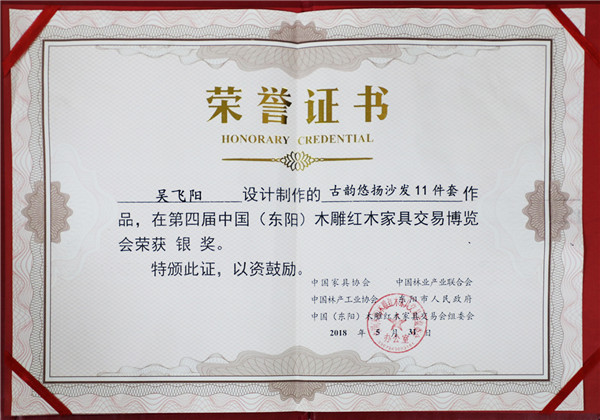 荣誉证书
HONORARY CREDENTIAL
吴飞阳 设计制作的 古韵悠扬沙发11件套 作
品，在第四届中国（东阳）木雕红木家具交易博览
会荣获 银 奖。
特颁此证，以资鼓励。
中国家具协会 中国林业产业联合会
中国林产工业协会 东阳市人民政府
中国（东阳）木雕红木家具交易会组委会
2018 年 5 月 日
办公室